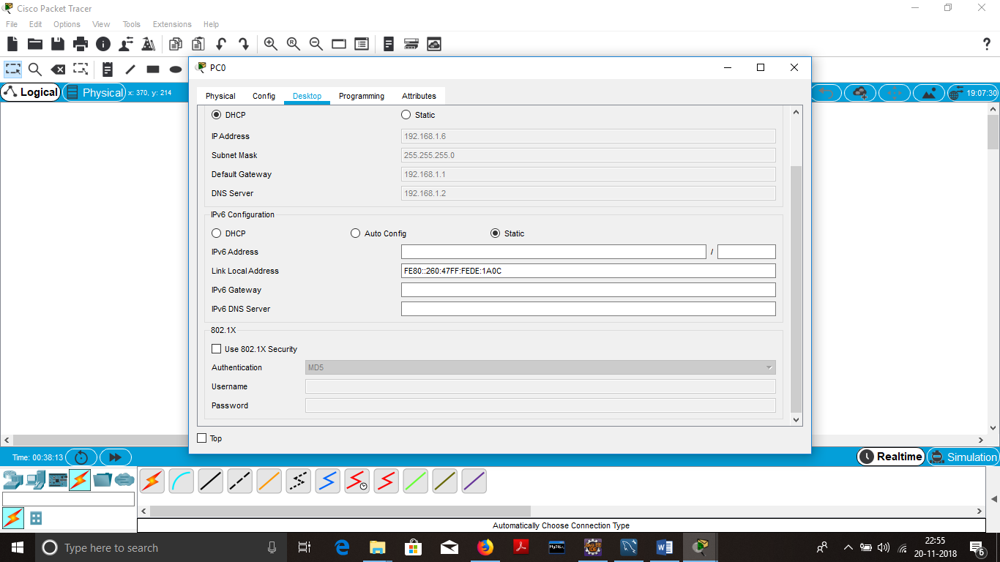 Cisco Packet Tracer
File Edit Options View Tools Extensions Help
?
PC0
Logical Physical x: 370, y: 214 19:07:30
Physical Config Desktop Programming Attributes
DHCP Static
IP Address 192.168.1.6
Subnet Mask 255.255.255.0
Default Gateway 192.168.1.1
DNS Server 192.168.1.2
IPv6 Configuration
DHCP Auto Config Static
IPv6 Address /
Link Local Address FE80::260:47FF:FEDE:1A0C
IPv6 Gateway
IPv6 DNS Server
802.1X
Use 802.1X Security
Authentication MD5
Username
Password
Top
Time: 00:38:13 Realtime Simulation
Automatically Choose Connection Type
Type here to search
22:55
20-11-2018
6